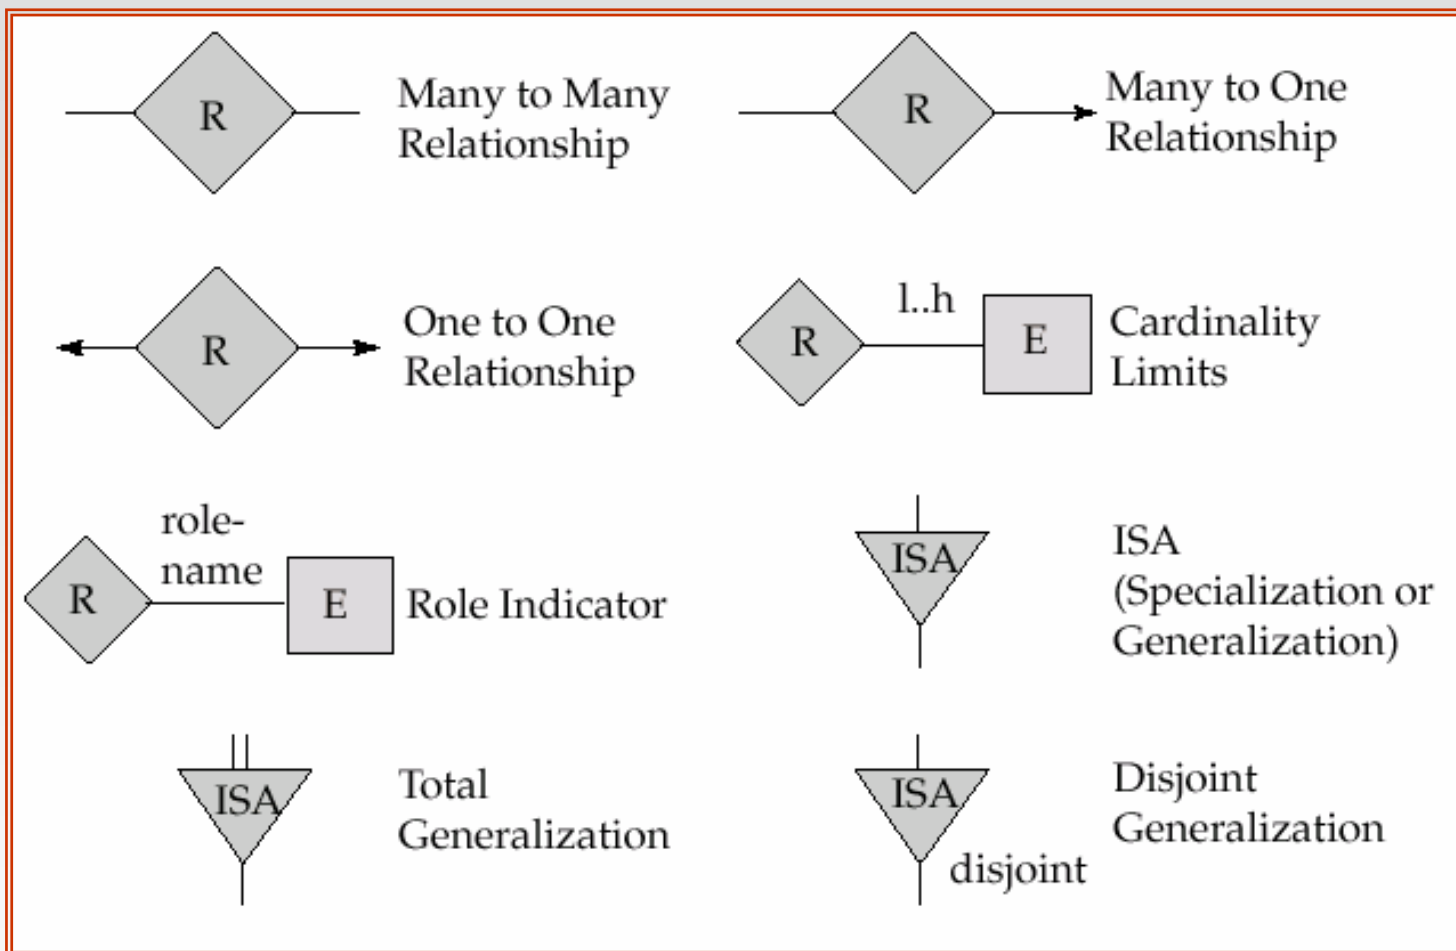 R
Many to Many
Relationship
R
Many to One
Relationship
R
One to One
Relationship
R
l..h
E
Cardinality
Limits
role-
name
R
E
Role Indicator
ISA
ISA
(Specialization or
Generalization)
ISA
Total
Generalization
ISA
disjoint
Disjoint
Generalization